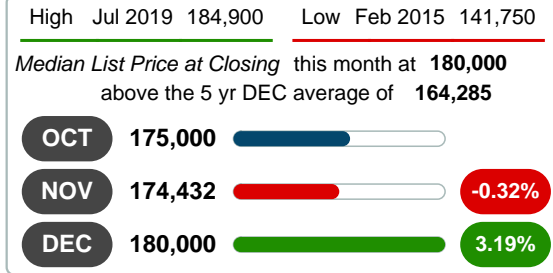 High Jul 2019 184,900 Low Feb 2015 141,750
Median List Price at Closing this month at 180,000
above the 5 yr DEC average of 164,285
OCT 175,000
NOV 174,432 -0.32%
DEC 180,000 3.19%